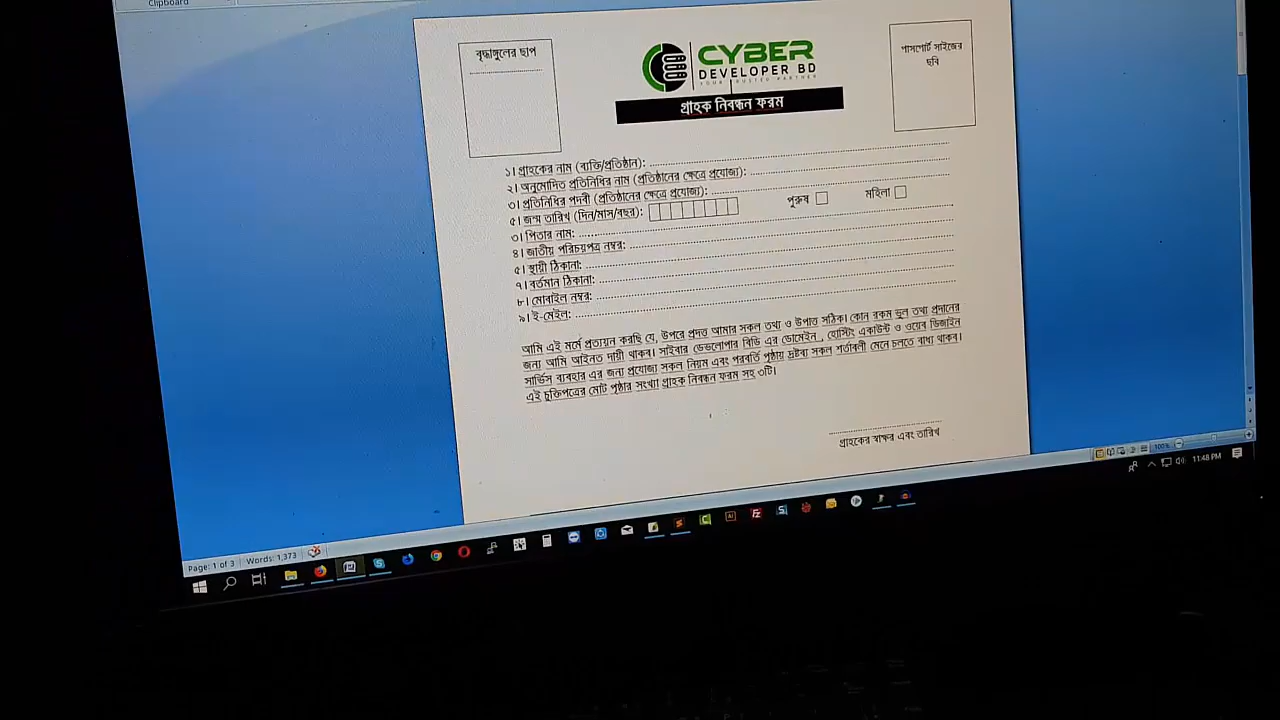 Clipboard
বৃদ্ধাঙ্গুলের ছাপ
CYBER
DEVELOPER BD
YOUR TRUSTED PARTNER
গ্রাহক নিবন্ধন ফরম
পাসপোর্ট সাইজের
ছবি
১। গ্রাহকের নাম (ব্যক্তি/প্রতিষ্ঠান):
২। অনুমোদিত প্রতিনিধির নাম (প্রতিষ্ঠানের ক্ষেত্রে প্রযোজ্য):
৩। প্রতিনিধির পদবী (প্রতিষ্ঠানের ক্ষেত্রে প্রযোজ্য):
৫। জন্ম তারিখ (দিন/মাস/বছর): পুরুষ মহিলা
৩। পিতার নাম:
৪। জাতীয় পরিচয়পত্র নম্বর:
৫। স্থায়ী ঠিকানা:
৭। বর্তমান ঠিকানা:
৮। মোবাইল নম্বর:
৯। ই-মেইল:
আমি এই মর্মে প্রত্যয়ন করছি যে, উপরে প্রদত্ত আমার সকল তথ্য ও উপাত্ত সঠিক। কোন রকম ভুল তথ্য প্রদানের
জন্য আমি আইনত দায়ী থাকব। সাইবার ডেভলোপার বিডি এর ডোমেইন , হোস্টিং একাউন্ট ও ওয়েব ডিজাইন
সার্ভিস ব্যবহার এর জন্য প্রযোজ্য সকল নিয়ম এবং পরবর্তি পৃষ্ঠায় দ্রষ্টব্য সকল শর্তাবলী মেনে চলতে বাধ্য থাকব।
এই চুক্তিপত্রের মোট পৃষ্ঠার সংখ্যা গ্রাহক নিবন্ধন ফরম সহ ৩টি।
গ্রাহকের স্বাক্ষর এবং তারিখ
Page: 1 of 3 Words: 1,373
100%
11:48 PM